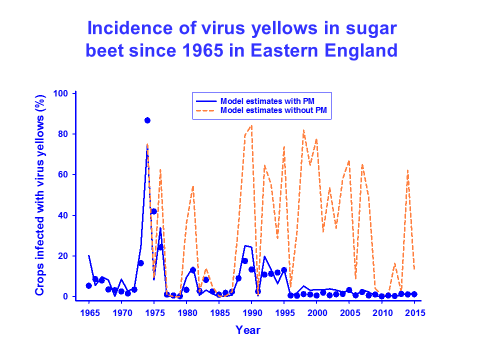 Incidence of virus yellows in sugar
beet since 1965 in Eastern England
Crops infected with virus yellows (%)
100
80
60
40
20
0
Model estimates with PM
Model estimates without PM
1965 1970 1975 1980 1985 1990 1995 2000 2005 2010 2015
Year